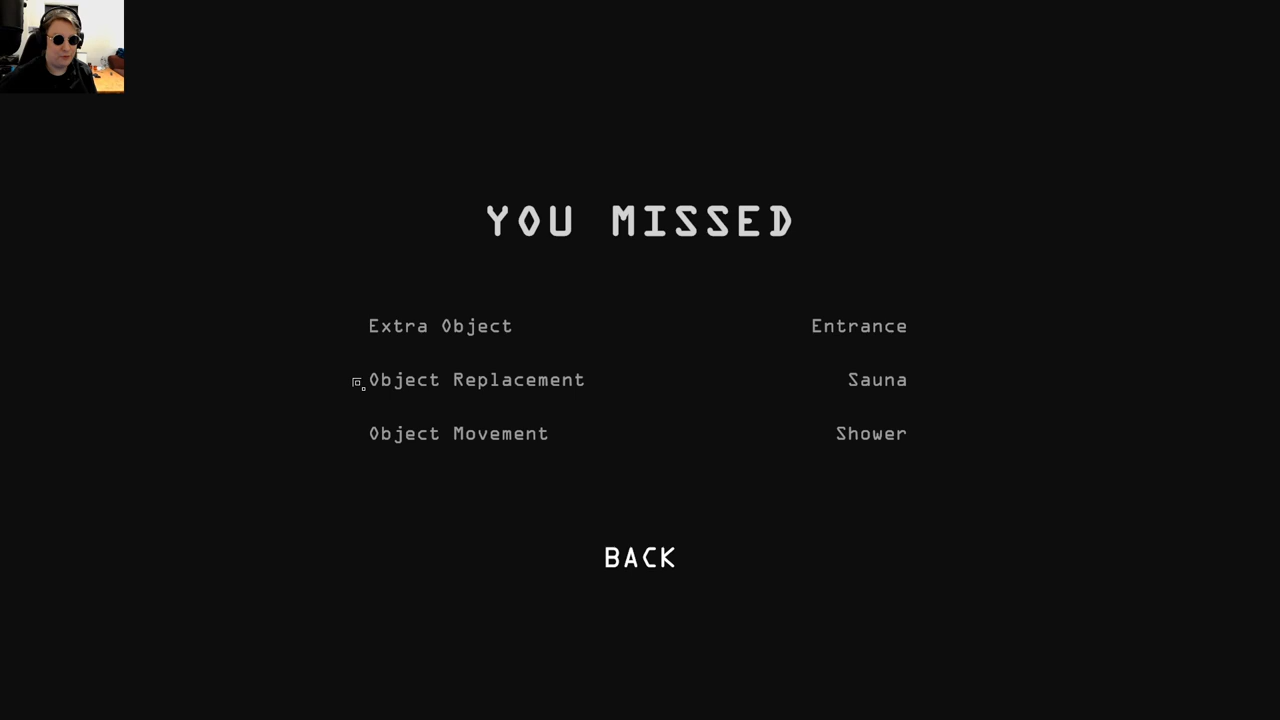 YOU MISSED
Extra Object Entrance
Object Replacement Sauna
Object Movement Shower
BACK